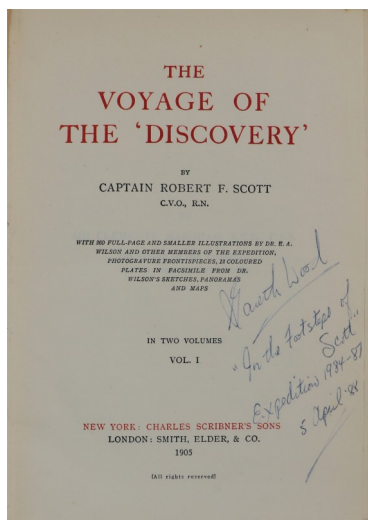 THE
VOYAGE OF
THE 'DISCOVERY'
BY
CAPTAIN ROBERT F. SCOTT
C.V.O., R.N.
WITH 260 FULL-PAGE AND SMALLER ILLUSTRATIONS BY DR. E. A.
WILSON AND OTHER MEMBERS OF THE EXPEDITION,
PHOTOGRAVURE FRONTISPIECES, 12 COLOURED
PLATES IN FACSIMILE FROM DR.
WILSON'S SKETCHES, PANORAMAS
AND MAPS
Gareth Wood
"In the Footsteps of
Scott"
Expedition 1984-87
5 April '88
IN TWO VOLUMES
VOL. I
NEW YORK: CHARLES SCRIBNER'S SONS
LONDON: SMITH, ELDER, & CO.
1905
[All rights reserved]